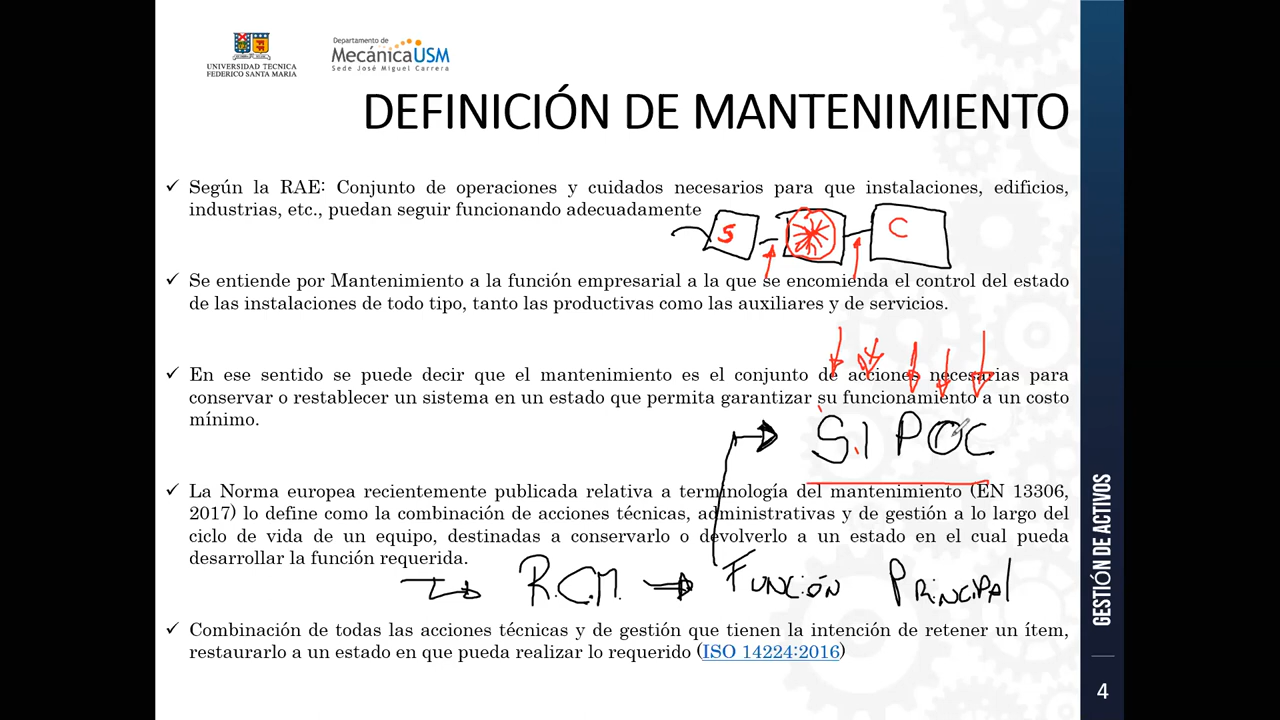 UNIVERSIDAD TECNICA
FEDERICO SANTA MARIA
Departamento de
MecánicaUSM
Sede José Miguel Carrera
DEFINICIÓN DE MANTENIMIENTO
✓ Según la RAE: Conjunto de operaciones y cuidados necesarios para que instalaciones, edificios,
industrias, etc., puedan seguir funcionando adecuadamente
S C
✓ Se entiende por Mantenimiento a la función empresarial a la que se encomienda el control del estado
de las instalaciones de todo tipo, tanto las productivas como las auxiliares y de servicios.
✓ En ese sentido se puede decir que el mantenimiento es el conjunto de acciones necesarias para
conservar o restablecer un sistema en un estado que permita garantizar su funcionamiento a un costo
mínimo.
S.I POC
✓ La Norma europea recientemente publicada relativa a terminología del mantenimiento (EN 13306,
2017) lo define como la combinación de acciones técnicas, administrativas y de gestión a lo largo del
ciclo de vida de un equipo, destinadas a conservarlo o devolverlo a un estado en el cual pueda
desarrollar la función requerida.
R.C.M. FUNCIÓN PRINCIPAL
✓ Combinación de todas las acciones técnicas y de gestión que tienen la intención de retener un ítem,
restaurarlo a un estado en que pueda realizar lo requerido (ISO 14224:2016)
GESTIÓN DE ACTIVOS
4